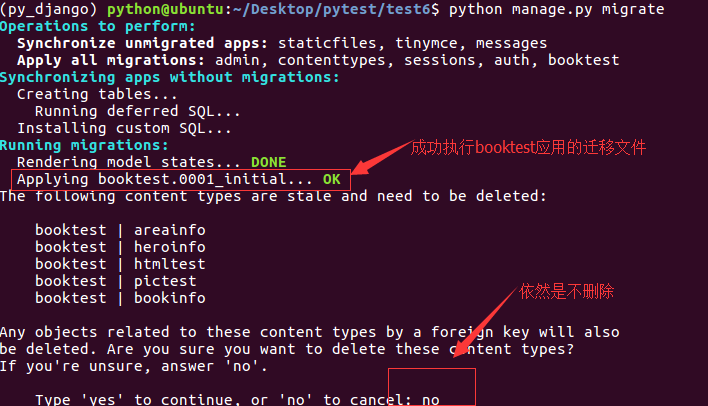 (py_django) python@ubuntu:~/Desktop/pytest/test6$ python manage.py migrate
Operations to perform:
  Synchronize unmigrated apps: staticfiles, tinymce, messages
  Apply all migrations: admin, contenttypes, sessions, auth, booktest
Synchronizing apps without migrations:
  Creating tables...
    Running deferred SQL...
  Installing custom SQL...
Running migrations:
  Rendering model states... DONE
成功执行booktest应用的迁移文件
  Applying booktest.0001_initial... OK
The following content types are stale and need to be deleted:
    booktest | areainfo
    booktest | heroinfo
    booktest | htmltest
    booktest | pictest
    booktest | bookinfo
依然是不删除
Any objects related to these content types by a foreign key will also
be deleted. Are you sure you want to delete these content types?
If you're unsure, answer 'no'.
    Type 'yes' to continue, or 'no' to cancel: no